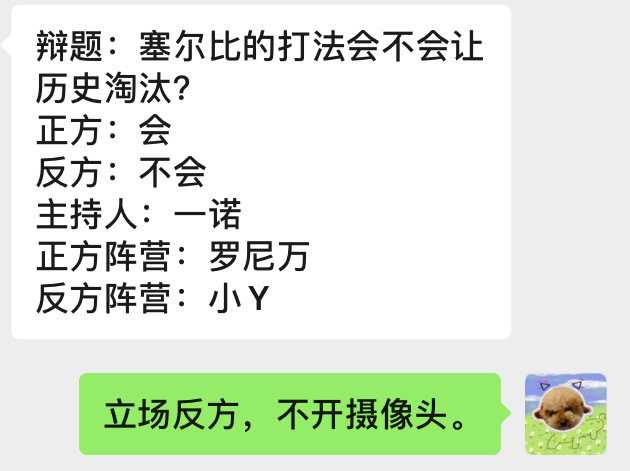 辩题：塞尔比的打法会不会让
历史淘汰？
正方：会
反方：不会
主持人：一诺
正方阵营：罗尼万
反方阵营：小Y
立场反方，不开摄像头。